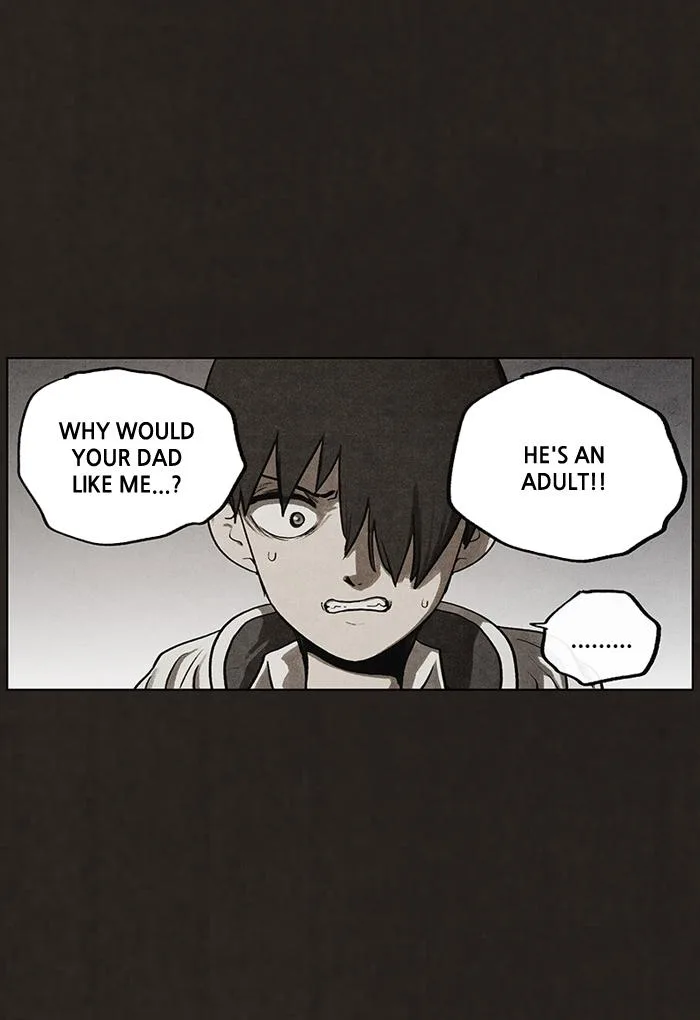 WHY WOULD
YOUR DAD
LIKE ME...?
HE'S AN
ADULT!!
.........